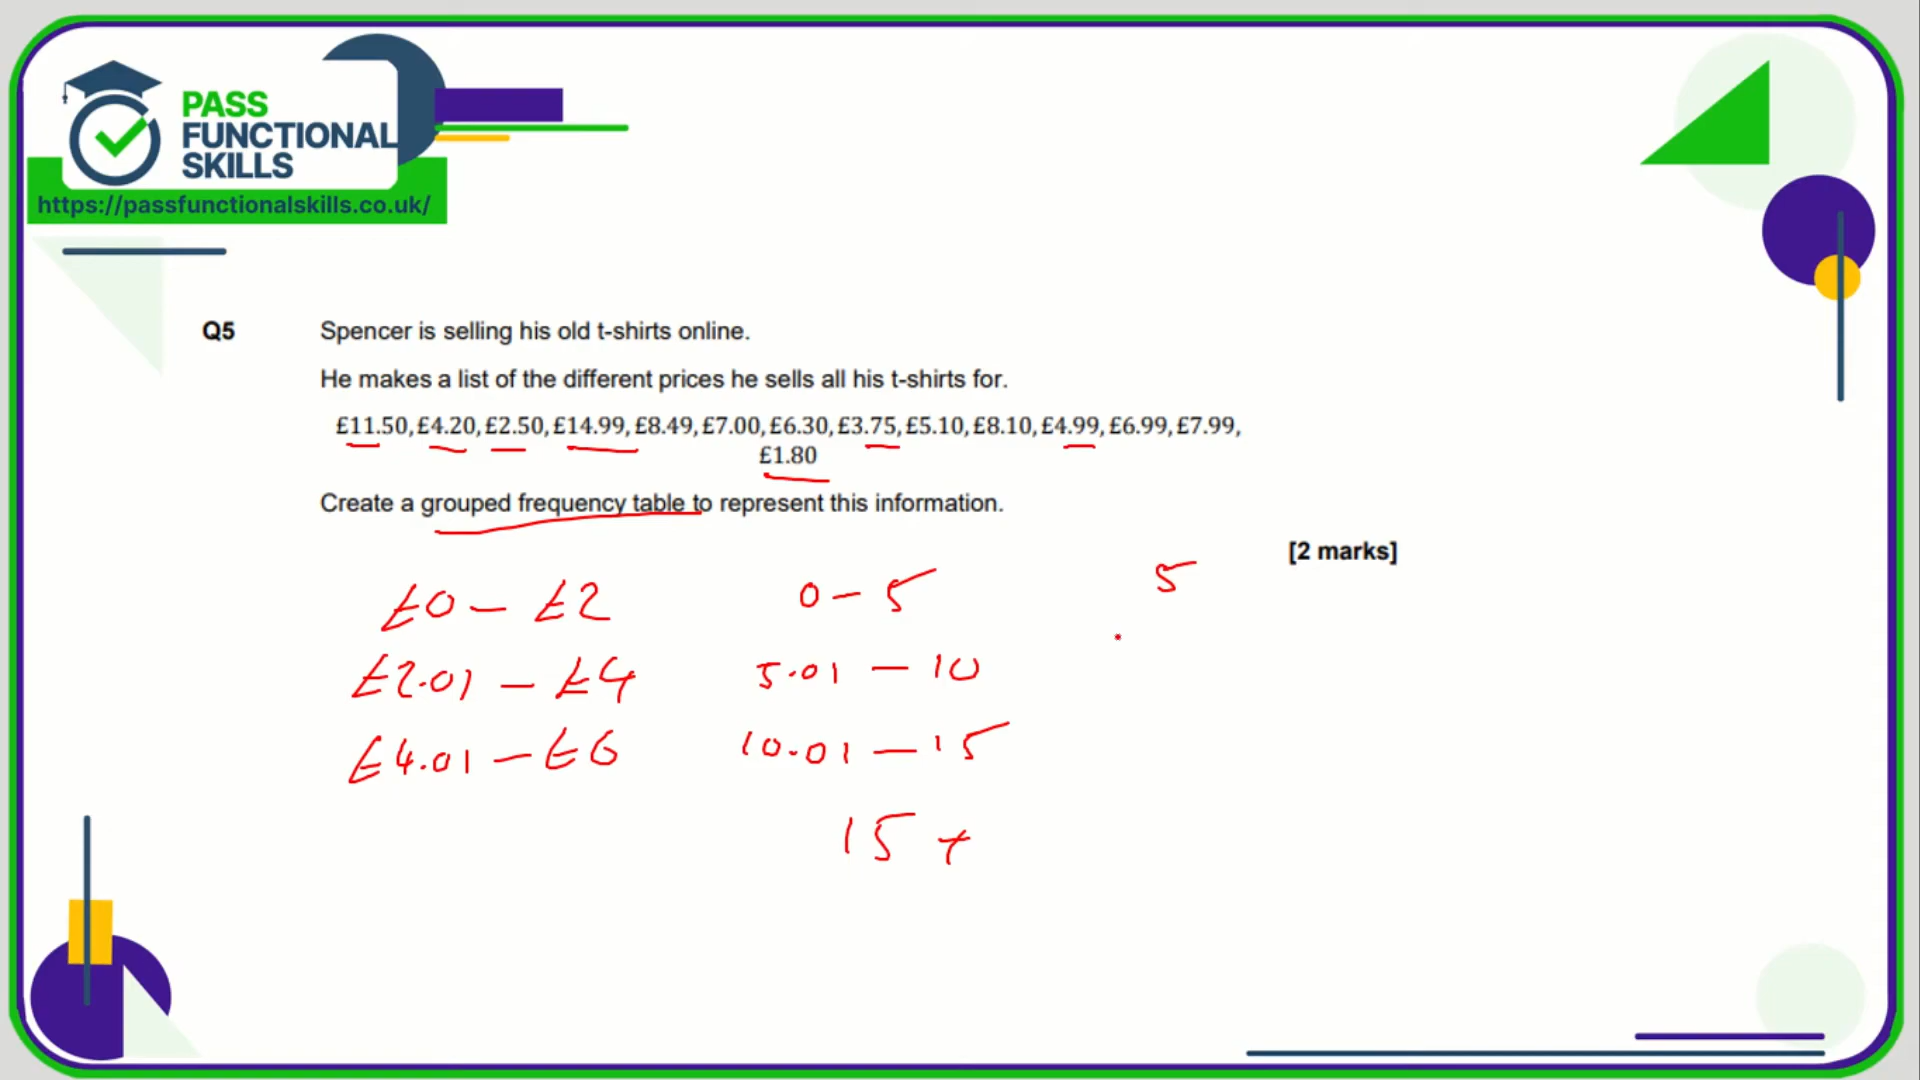 PASS
FUNCTIONAL
SKILLS
https://passfunctionalskills.co.uk/
Q5 Spencer is selling his old t-shirts online.
He makes a list of the different prices he sells all his t-shirts for.
£11.50, £4.20, £2.50, £14.99, £8.49, £7.00, £6.30, £3.75, £5.10, £8.10, £4.99, £6.99, £7.99,
£1.80
Create a grouped frequency table to represent this information.
[2 marks]
£0 – £2 0 – 5 5
£2.01 – £4 5.01 – 10
£4.01 – £6 10.01 – 15
15 +